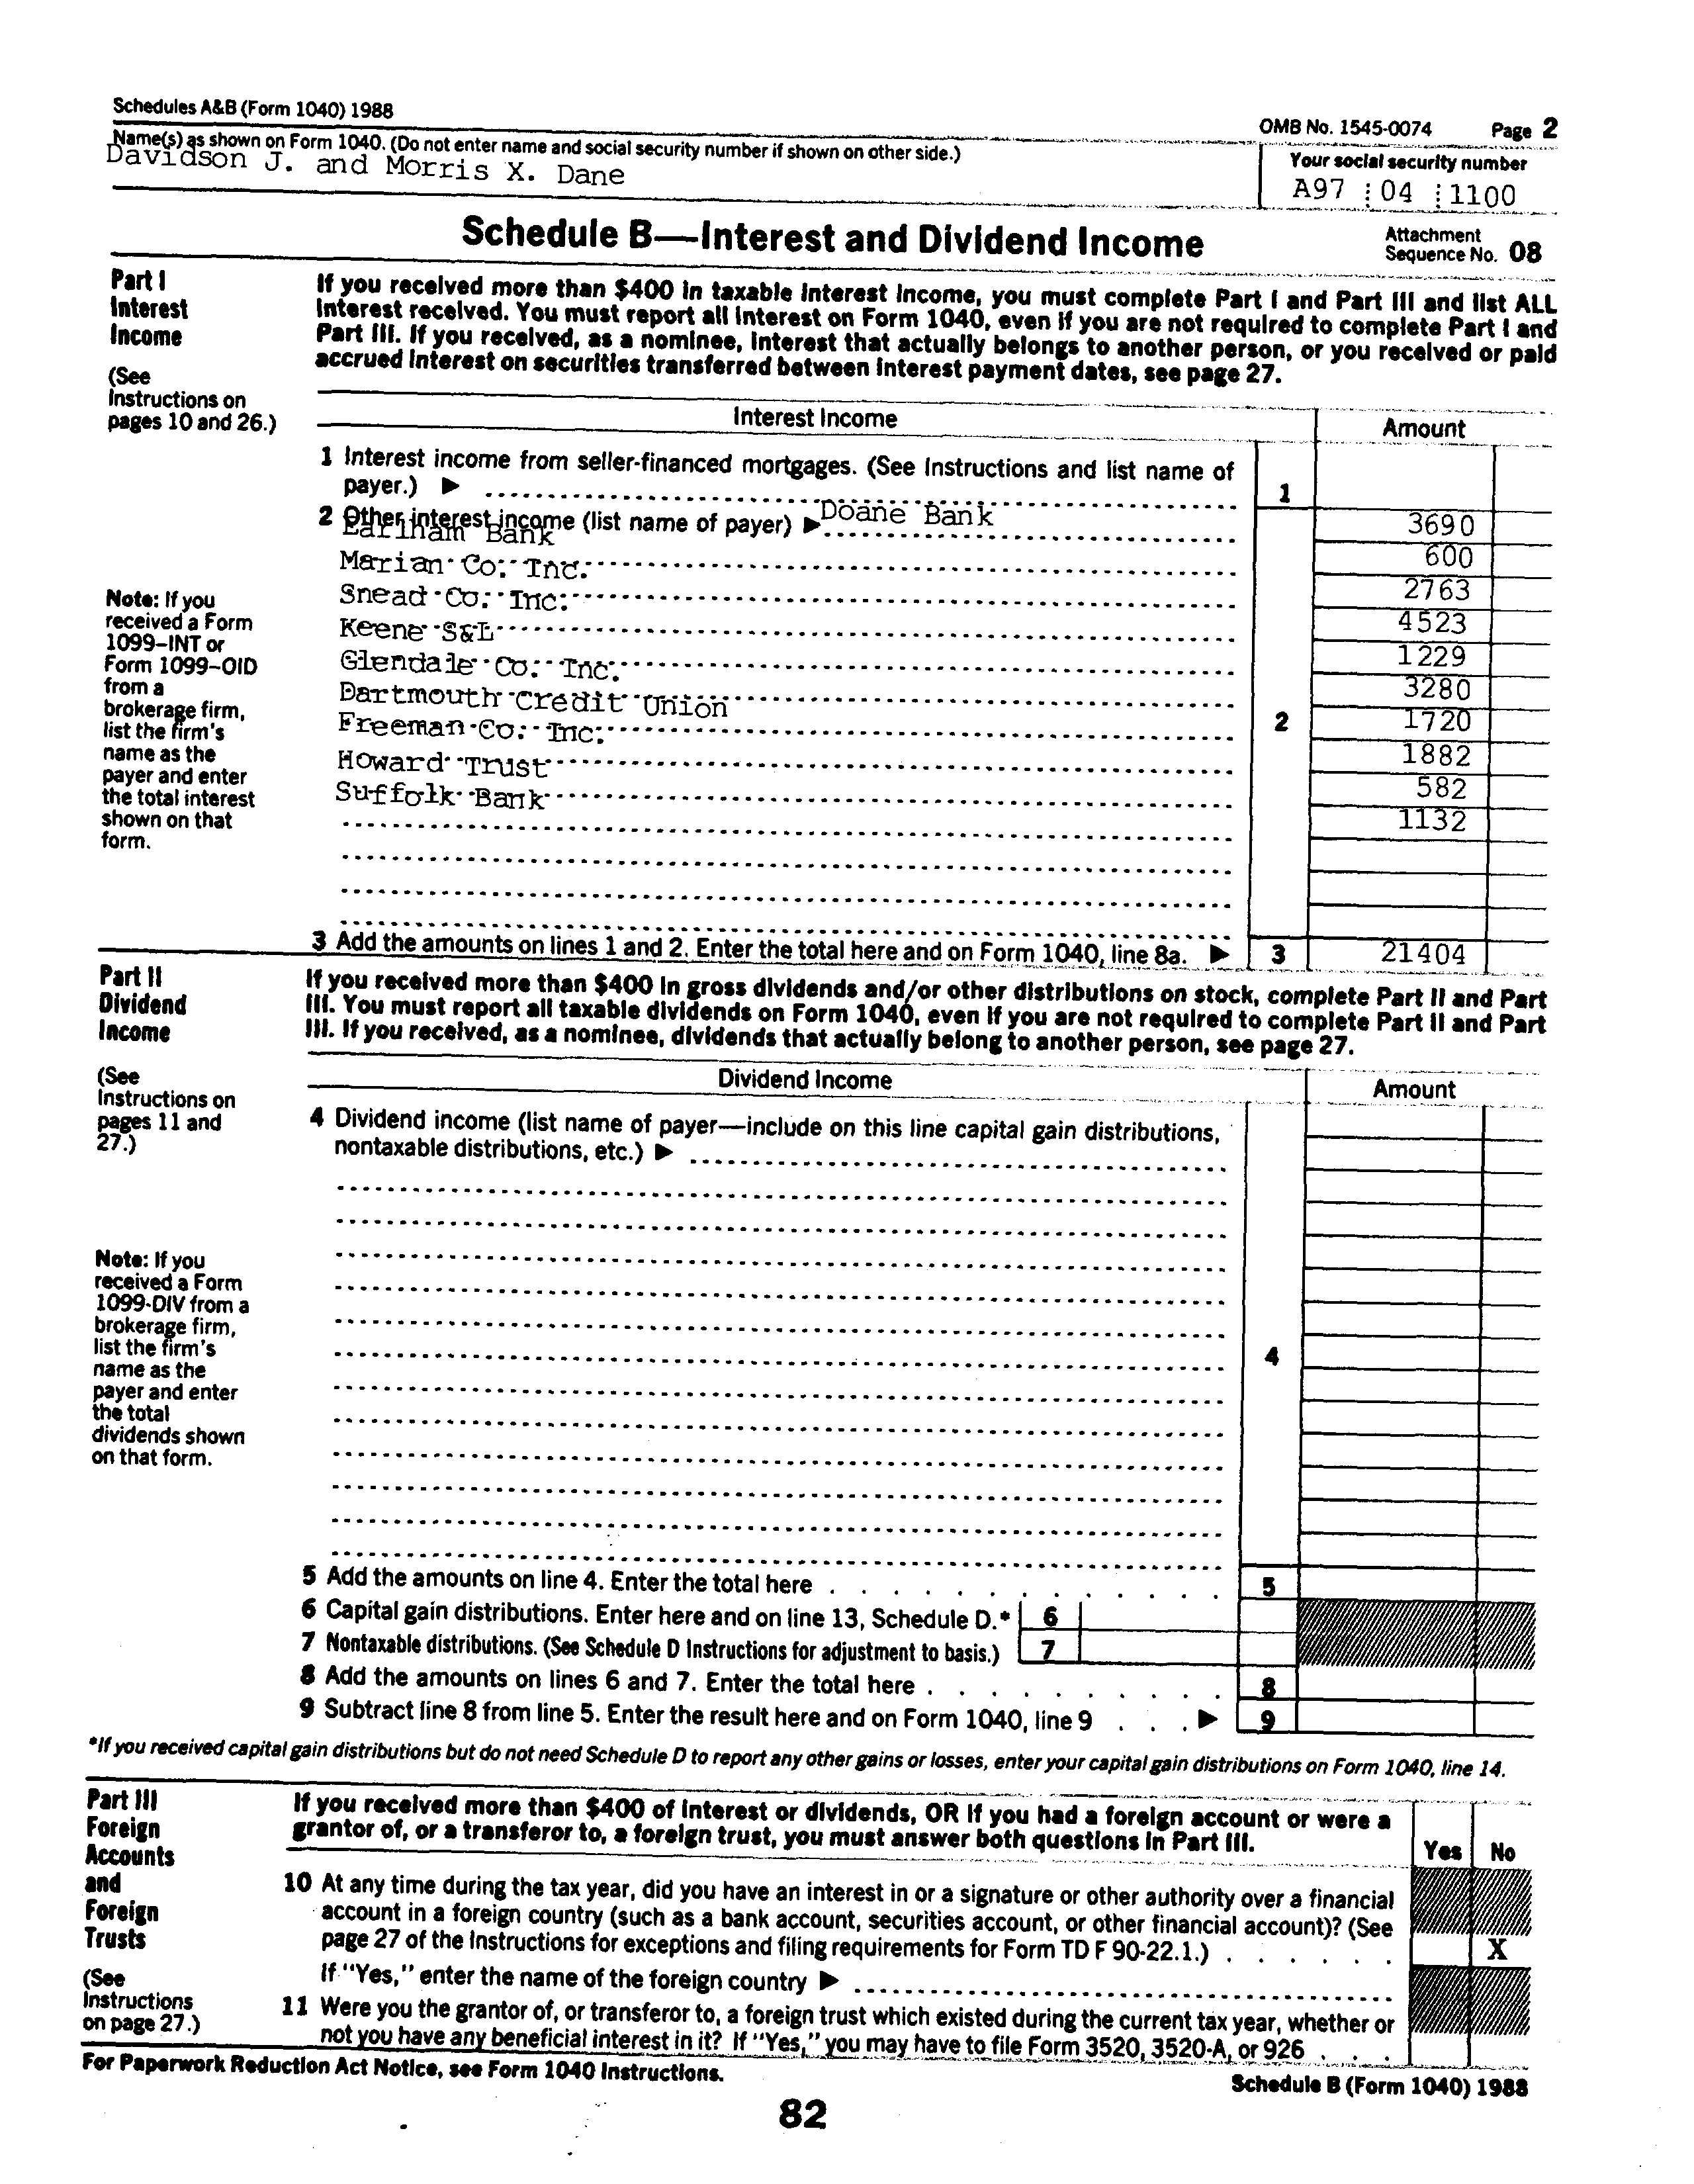 Schedules A&B (Form 1040) 1988
OMB No. 1545-0074 Page 2
Name(s) as shown on Form 1040. (Do not enter name and social security number if shown on other side.)
Davidson J. and Morris X. Dane
Your social security number
A97 04 1100
Schedule B—Interest and Dividend Income
Attachment
Sequence No. 08
Part I
Interest
Income
(See
Instructions on
pages 10 and 26.)
If you received more than $400 in taxable interest income, you must complete Part I and Part III and list ALL
interest received. You must report all interest on Form 1040, even if you are not required to complete Part I and
Part III. If you received, as a nominee, interest that actually belongs to another person, or you received or paid
accrued interest on securities transferred between interest payment dates, see page 27.
Interest Income Amount
1 Interest income from seller-financed mortgages. (See Instructions and list name of
payer.) ▶ 1
2 Other interest income (list name of payer) ▶ Doane Bank 3690
Earlham Bank 600
Marian Co. Inc. 2763
Snead Co. Inc. 4523
Keene S&L 1229
Glendale Co. Inc. 3280
Dartmouth Credit Union 1720
Freeman Co. Inc. 1882
Howard Trust 582
Suffolk Bank 1132
2
Note: If you
received a Form
1099–INT or
Form 1099–OID
from a
brokerage firm,
list the firm's
name as the
payer and enter
the total interest
shown on that
form.
3 Add the amounts on lines 1 and 2. Enter the total here and on Form 1040, line 8a. ▶ 3 21404
Part II
Dividend
Income
(See
Instructions on
pages 11 and
27.)
If you received more than $400 in gross dividends and/or other distributions on stock, complete Part II and Part
III. You must report all taxable dividends on Form 1040, even if you are not required to complete Part II and Part
III. If you received, as a nominee, dividends that actually belong to another person, see page 27.
Dividend Income Amount
4 Dividend income (list name of payer—include on this line capital gain distributions,
nontaxable distributions, etc.) ▶
4
Note: If you
received a Form
1099-DIV from a
brokerage firm,
list the firm's
name as the
payer and enter
the total
dividends shown
on that form.
5 Add the amounts on line 4. Enter the total here 5
6 Capital gain distributions. Enter here and on line 13, Schedule D.* 6
7 Nontaxable distributions. (See Schedule D Instructions for adjustment to basis.) 7
8 Add the amounts on lines 6 and 7. Enter the total here 8
9 Subtract line 8 from line 5. Enter the result here and on Form 1040, line 9 ▶ 9
*If you received capital gain distributions but do not need Schedule D to report any other gains or losses, enter your capital gain distributions on Form 1040, line 14.
Part III
Foreign
Accounts
and
Foreign
Trusts
(See
Instructions
on page 27.)
If you received more than $400 of interest or dividends, OR if you had a foreign account or were a
grantor of, or a transferor to, a foreign trust, you must answer both questions in Part III.
Yes No
10 At any time during the tax year, did you have an interest in or a signature or other authority over a financial
account in a foreign country (such as a bank account, securities account, or other financial account)? (See
page 27 of the Instructions for exceptions and filing requirements for Form TD F 90-22.1.) X
If "Yes," enter the name of the foreign country ▶
11 Were you the grantor of, or transferor to, a foreign trust which existed during the current tax year, whether or
not you have any beneficial interest in it? If "Yes," you may have to file Form 3520, 3520-A, or 926
For Paperwork Reduction Act Notice, see Form 1040 Instructions.
Schedule B (Form 1040) 1988
82